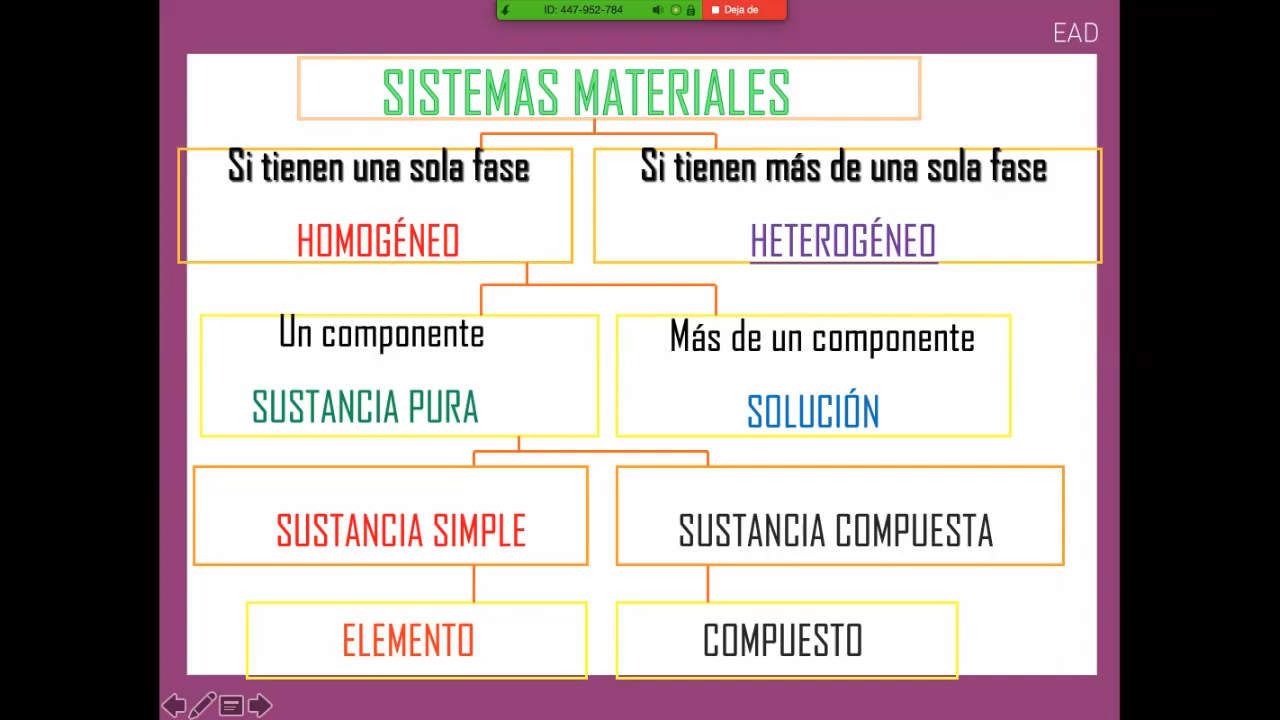 ID: 447-952-784
Deja de
EAD
SISTEMAS MATERIALES
Si tienen una sola fase
HOMOGÉNEO
Si tienen más de una sola fase
HETEROGÉNEO
Un componente
SUSTANCIA PURA
Más de un componente
SOLUCIÓN
SUSTANCIA SIMPLE
SUSTANCIA COMPUESTA
ELEMENTO
COMPUESTO